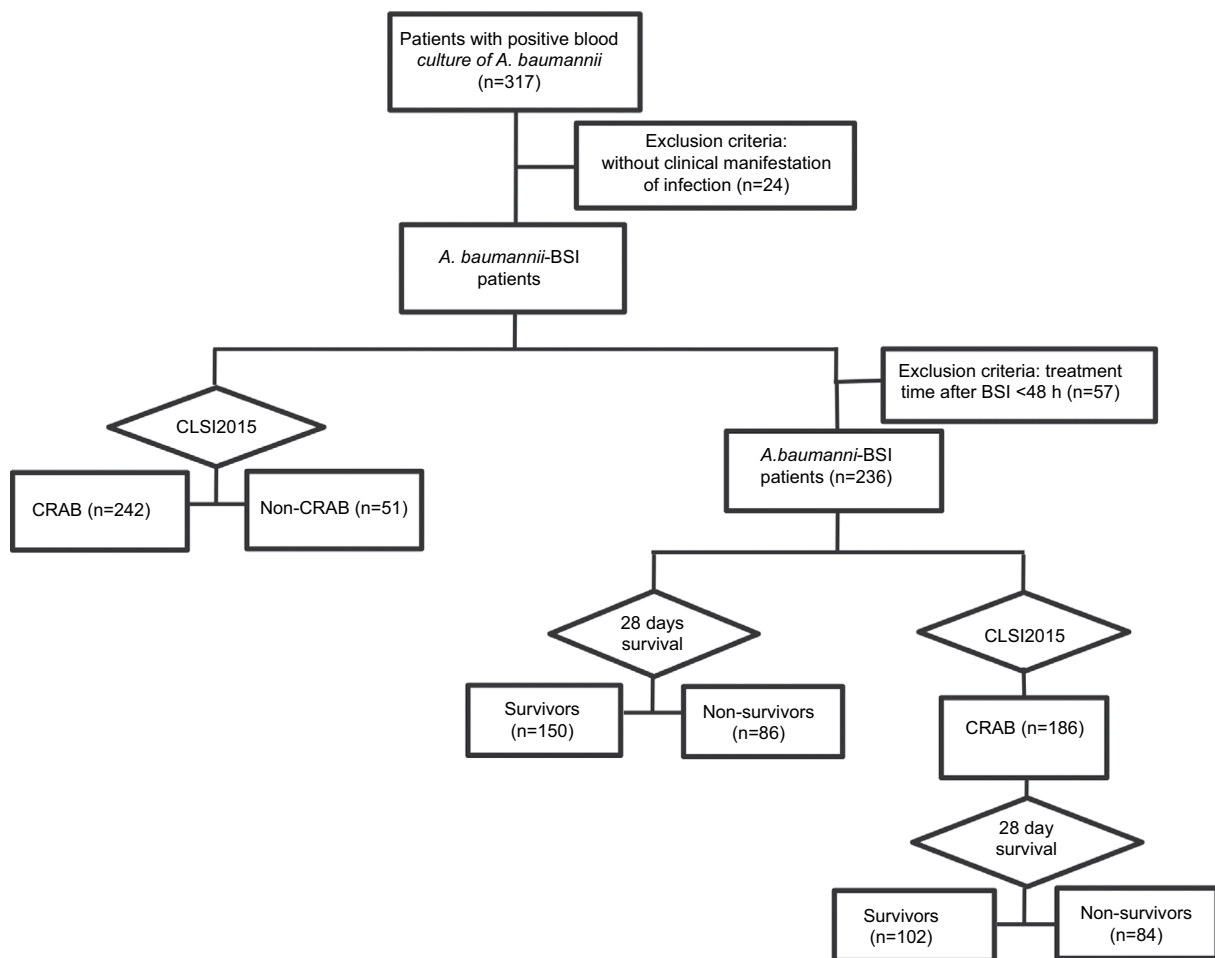 Patients with positive blood
culture of A. baumannii
(n=317)
Exclusion criteria:
without clinical manifestation
of infection (n=24)
A. baumannii-BSI
patients
Exclusion criteria: treatment
time after BSI <48 h (n=57)
CLSI2015
A.baumanni-BSI
patients (n=236)
CRAB (n=242)
Non-CRAB (n=51)
28 days
survival
CLSI2015
Survivors
(n=150)
Non-survivors
(n=86)
CRAB (n=186)
28 day
survival
Survivors
(n=102)
Non-survivors
(n=84)